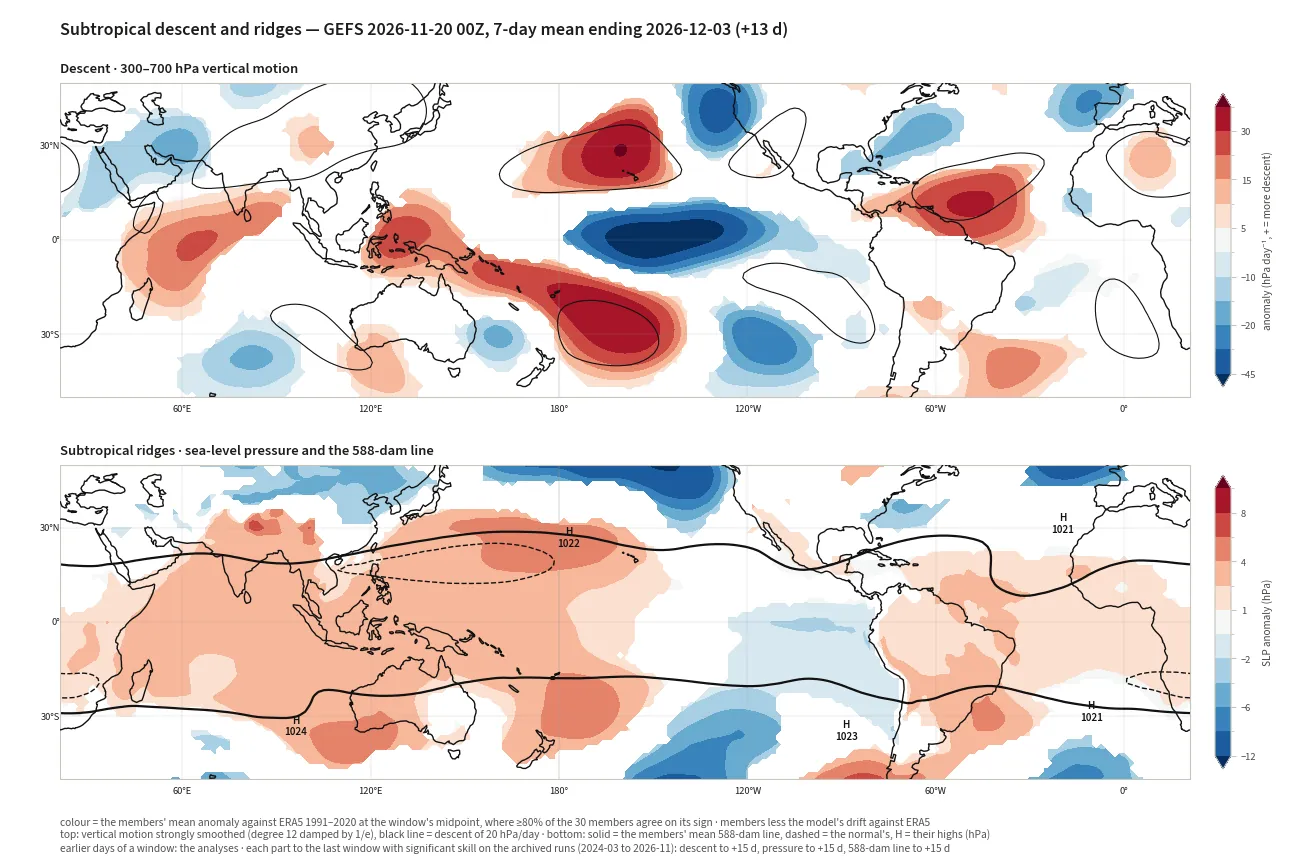 Subtropical descent and ridges — GEFS 2026-11-20 00Z, 7-day mean ending 2026-12-03 (+13 d)
Descent · 300–700 hPa vertical motion
30°N
0°
30°S
60°E
120°E
180°
120°W
60°W
0°
30
15
5
−10
−20
−45
anomaly (hPa day⁻¹, + = more descent)
Subtropical ridges · sea-level pressure and the 588-dam line
30°N
0°
30°S
H
1022
H
1021
H
1024
H
1023
H
1021
60°E
120°E
180°
120°W
60°W
0°
8
4
1
−2
−6
−12
SLP anomaly (hPa)
colour = the members' mean anomaly against ERA5 1991–2020 at the window's midpoint, where ≥80% of the 30 members agree on its sign · members less the model's drift against ERA5
top: vertical motion strongly smoothed (degree 12 damped by 1/e), black line = descent of 20 hPa/day · bottom: solid = the members' mean 588-dam line, dashed = the normal's, H = their highs (hPa)
earlier days of a window: the analyses · each part to the last window with significant skill on the archived runs (2024-03 to 2026-11): descent to +15 d, pressure to +15 d, 588-dam line to +15 d